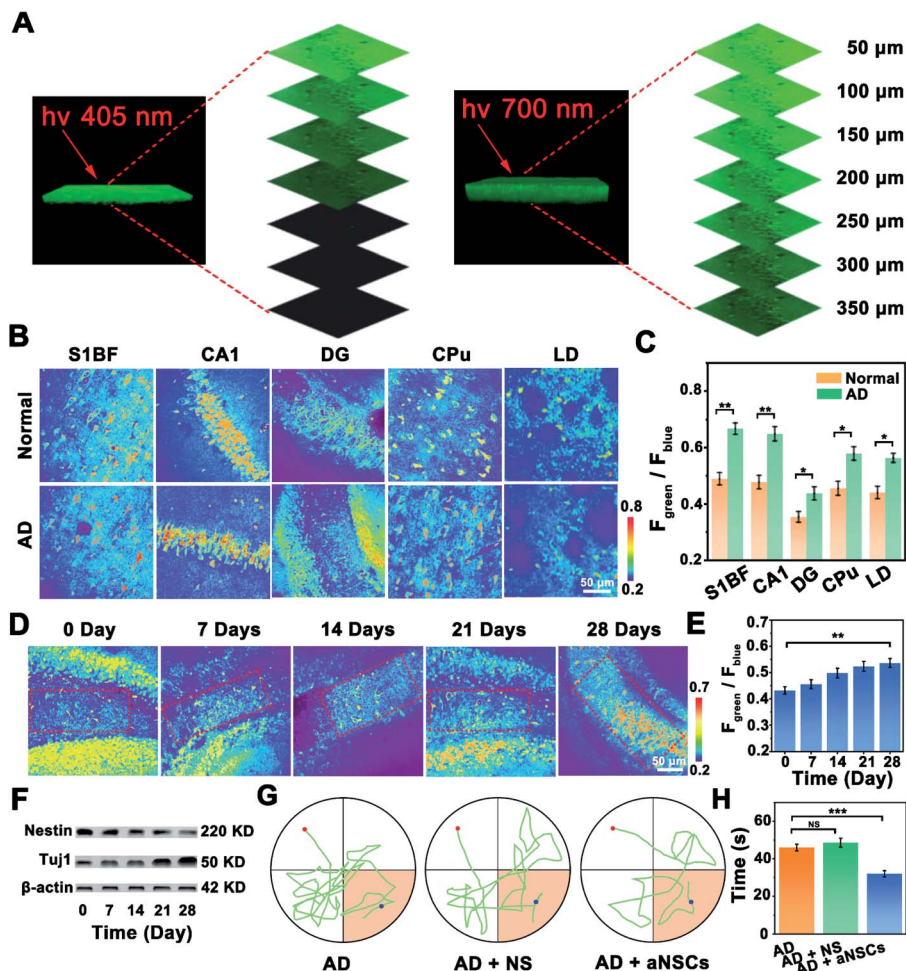 A
hv 405 nm
hv 700 nm
50 µm
100 µm
150 µm
200 µm
250 µm
300 µm
350 µm
B
S1BF CA1 DG CPu LD
Normal
AD
0.8
0.2
50 µm
C
Normal
AD
F green / F blue
0.8
0.6
0.4
0.2
** ** * * *
S1BF CA1 DG CPu LD
D
0 Day 7 Days 14 Days 21 Days 28 Days
0.7
0.2
50 µm
E
F green / F blue
0.7
0.6
0.5
0.4
0.3
0.2
**
0 7 14 21 28
Time (Day)
F
Nestin 220 KD
Tuj1 50 KD
β-actin 42 KD
0 7 14 21 28
Time (Day)
G
AD AD + NS AD + aNSCs
H
Time (s)
60
40
20
0
***
NS
AD
AD + NS
AD + aNSCs